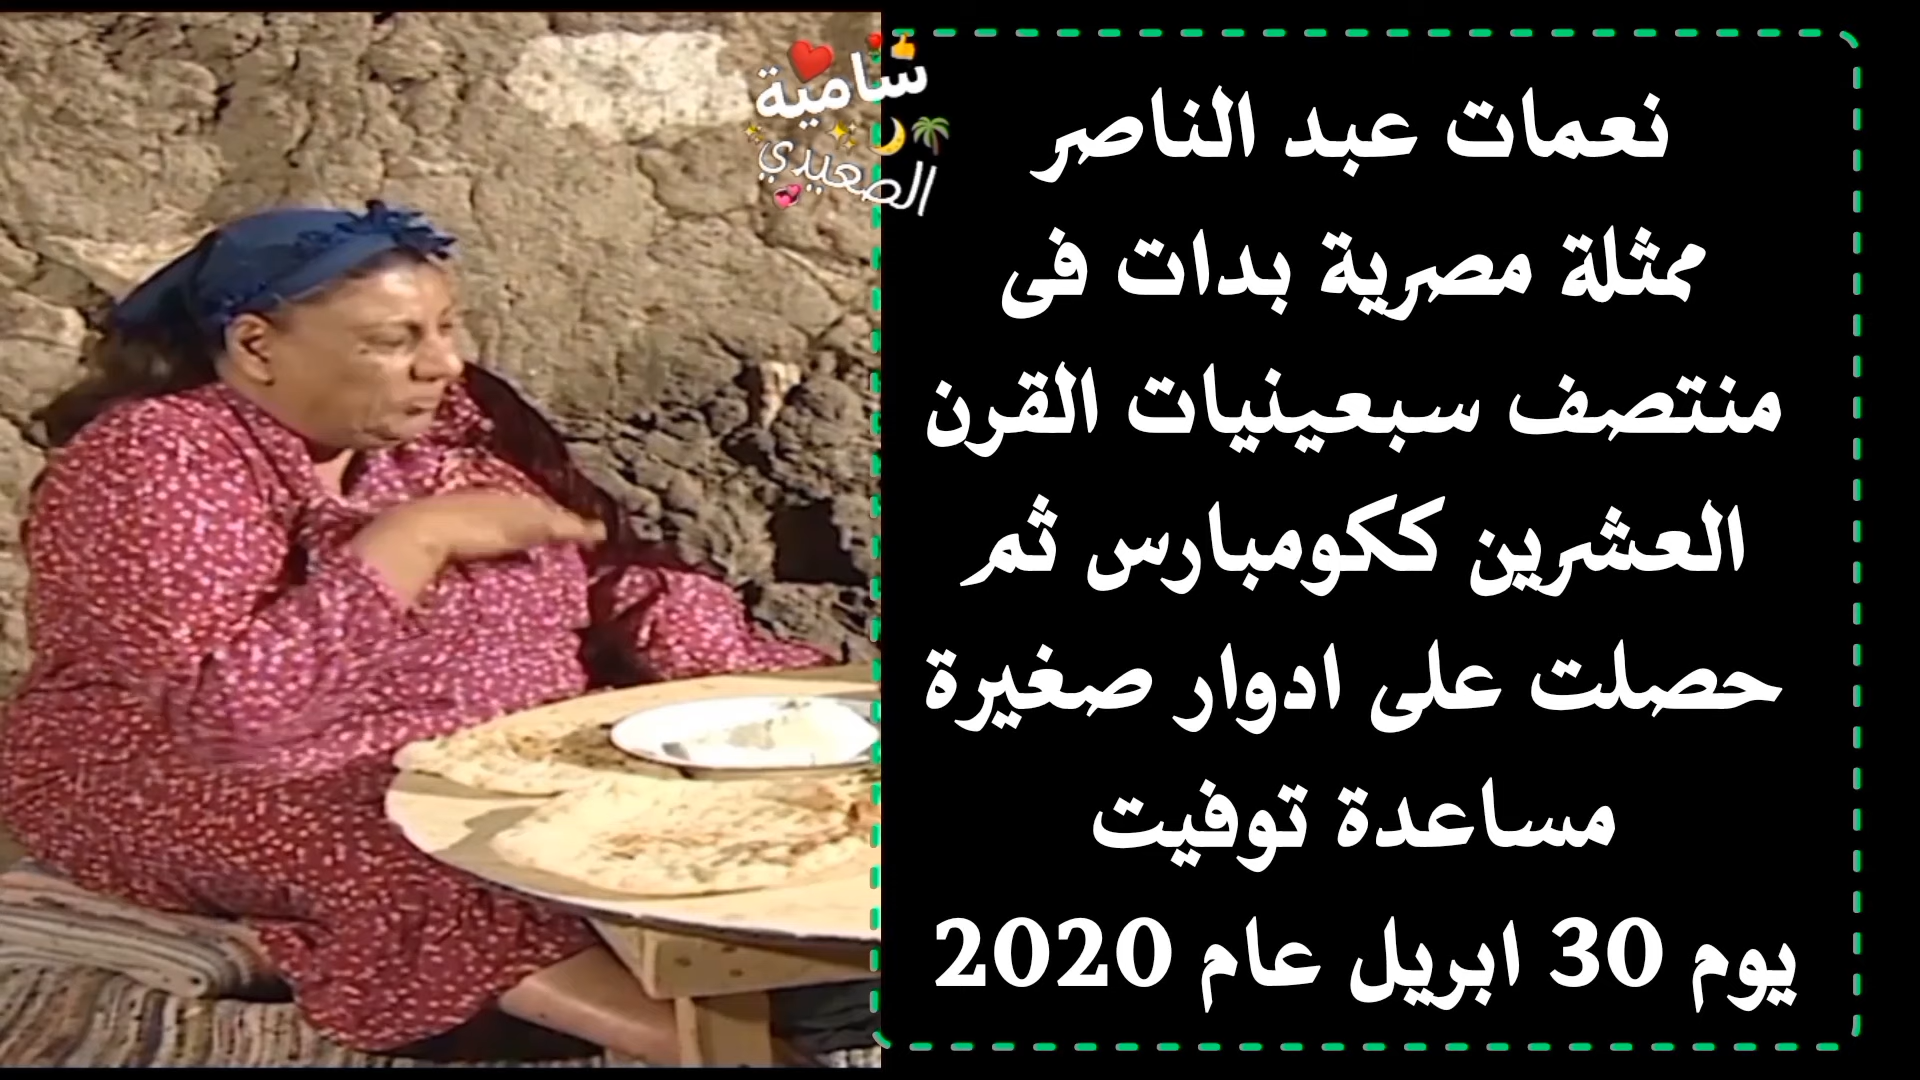 سامية
الصعيدي
نعمات عبد الناصر
ممثلة مصرية بدات فى
منتصف سبعينيات القرن
العشرين ككومبارس ثم
حصلت على ادوار صغيرة
مساعدة توفيت
يوم 30 ابريل عام 2020